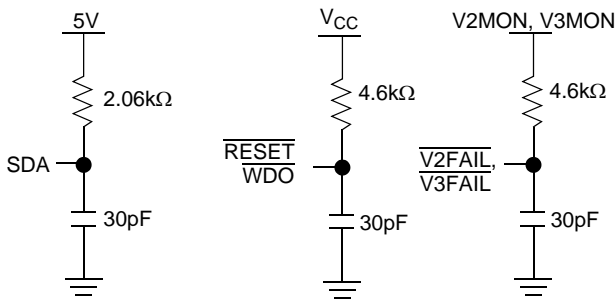 5V
2.06kΩ
SDA
30pF
VCC
4.6kΩ
RESET
WDO
30pF
V2MON, V3MON
4.6kΩ
V2FAIL,
V3FAIL
30pF